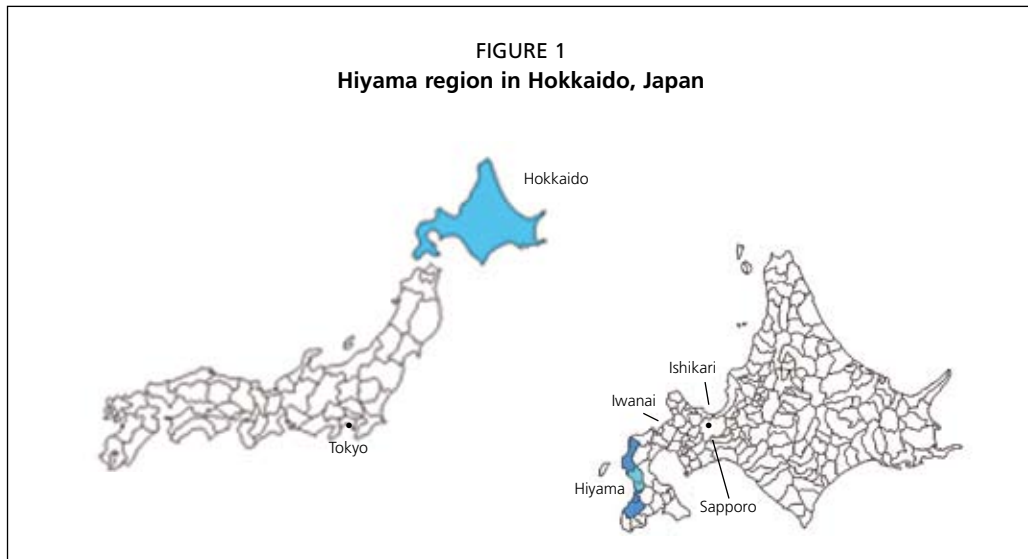 FIGURE 1
Hiyama region in Hokkaido, Japan
Hokkaido
Tokyo
Ishikari
Iwanai
Hiyama
Sapporo